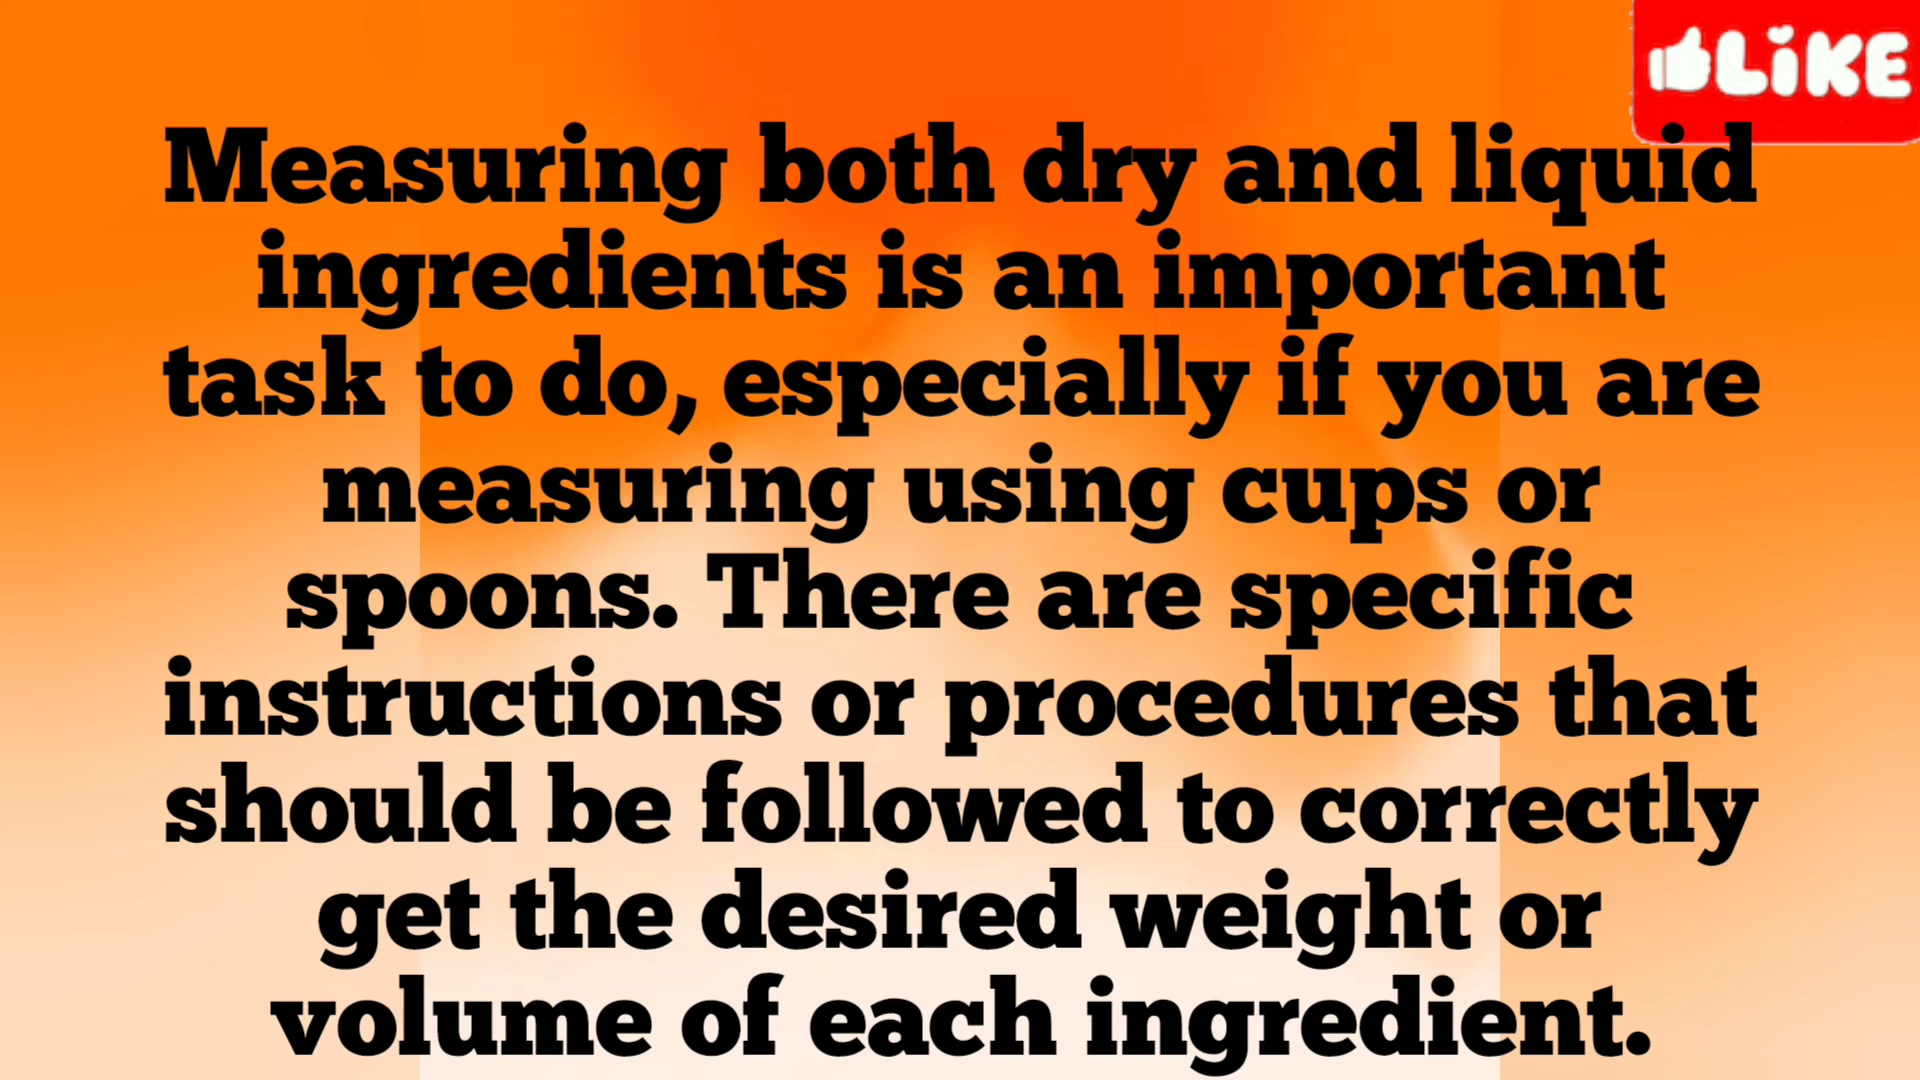 LiKE
Measuring both dry and liquid
ingredients is an important
task to do, especially if you are
measuring using cups or
spoons. There are specific
instructions or procedures that
should be followed to correctly
get the desired weight or
volume of each ingredient.